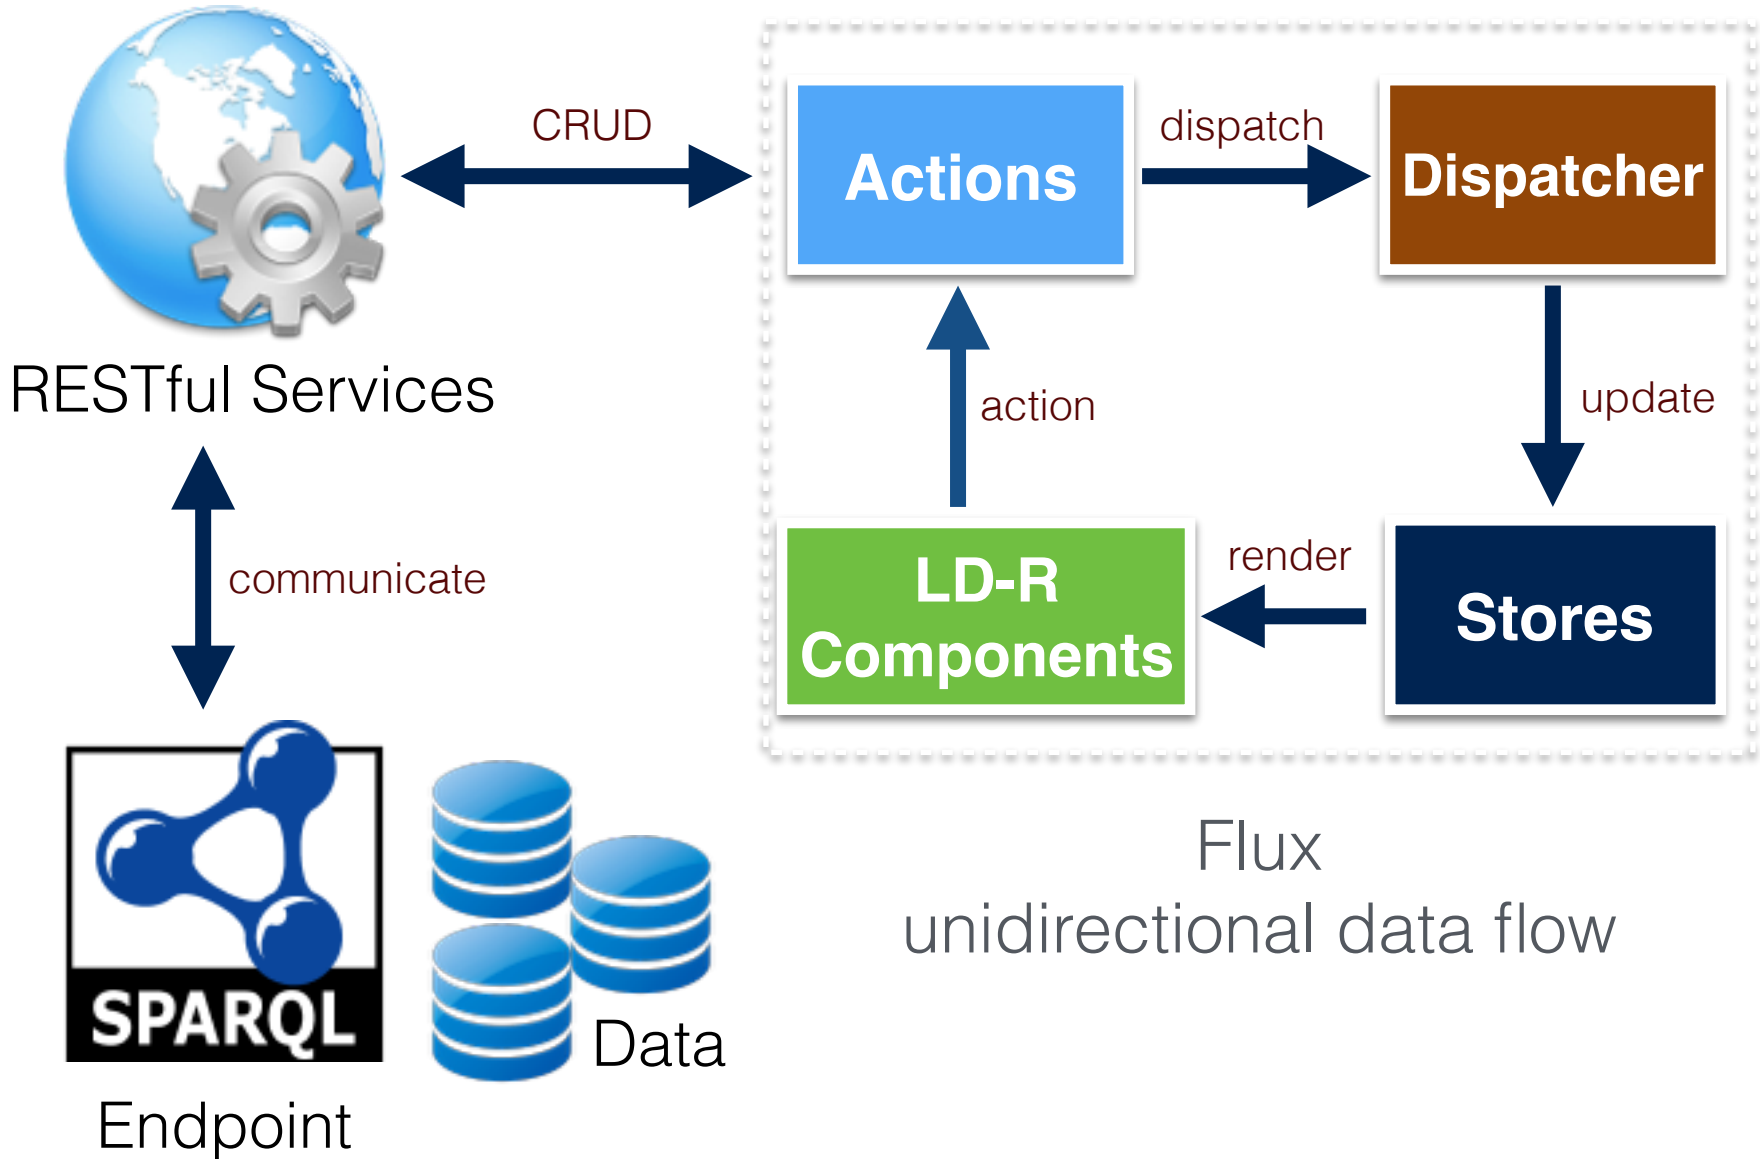 CRUD
Actions
dispatch
Dispatcher
RESTful Services
action
update
communicate
LD-R
Components
render
Stores
SPARQL
Endpoint
Data
Flux
unidirectional data flow